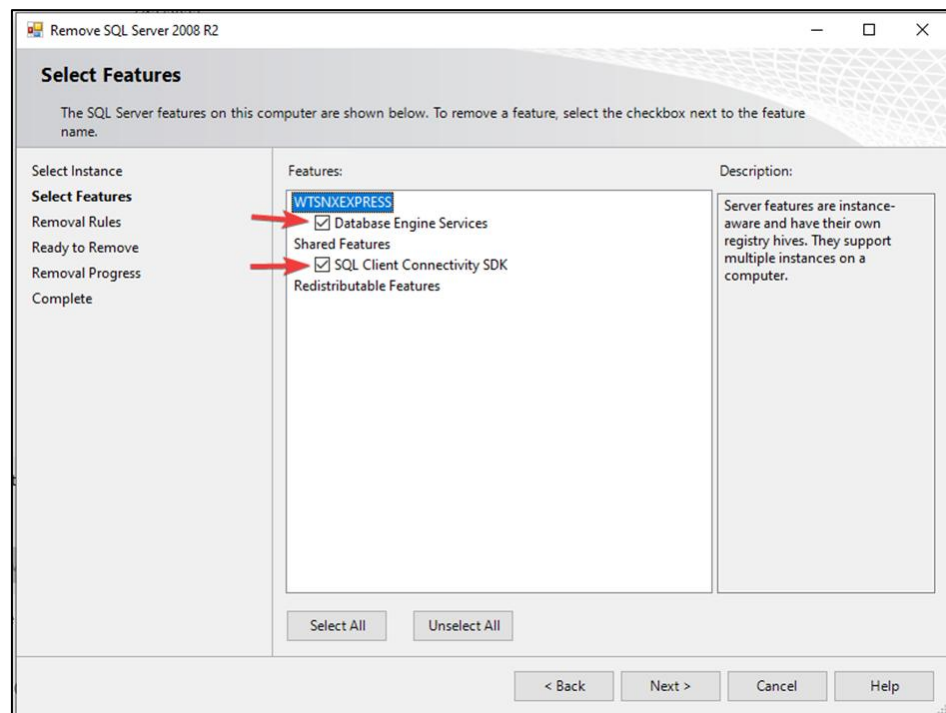 Remove SQL Server 2008 R2
Select Features
The SQL Server features on this computer are shown below. To remove a feature, select the checkbox next to the feature
name.
Select Instance
Select Features
Removal Rules
Ready to Remove
Removal Progress
Complete
Features:
WTSNXEXPRESS
Database Engine Services
Shared Features
SQL Client Connectivity SDK
Redistributable Features
Description:
Server features are instance-
aware and have their own
registry hives. They support
multiple instances on a
computer.
Select All
Unselect All
< Back
Next >
Cancel
Help